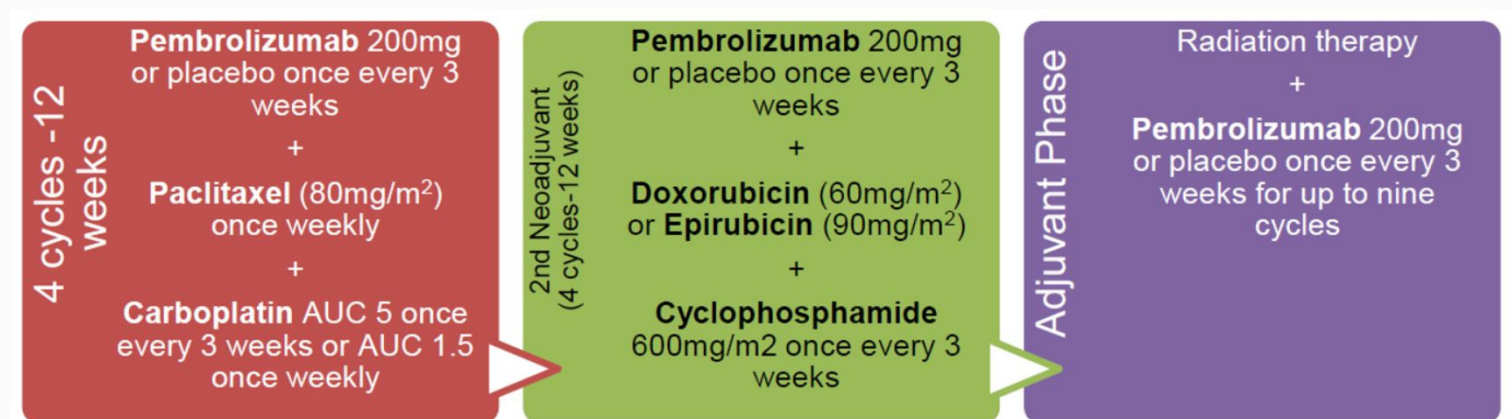 4 cycles -12
weeks
Pembrolizumab 200mg
or placebo once every 3
weeks
+
Paclitaxel (80mg/m²)
once weekly
+
Carboplatin AUC 5 once
every 3 weeks or AUC 1.5
once weekly
2nd Neoadjuvant
(4 cycles-12 weeks)
Pembrolizumab 200mg
or placebo once every 3
weeks
+
Doxorubicin (60mg/m²)
or Epirubicin (90mg/m²)
+
Cyclophosphamide
600mg/m2 once every 3
weeks
Adjuvant Phase
Radiation therapy
+
Pembrolizumab 200mg
or placebo once every 3
weeks for up to nine
cycles